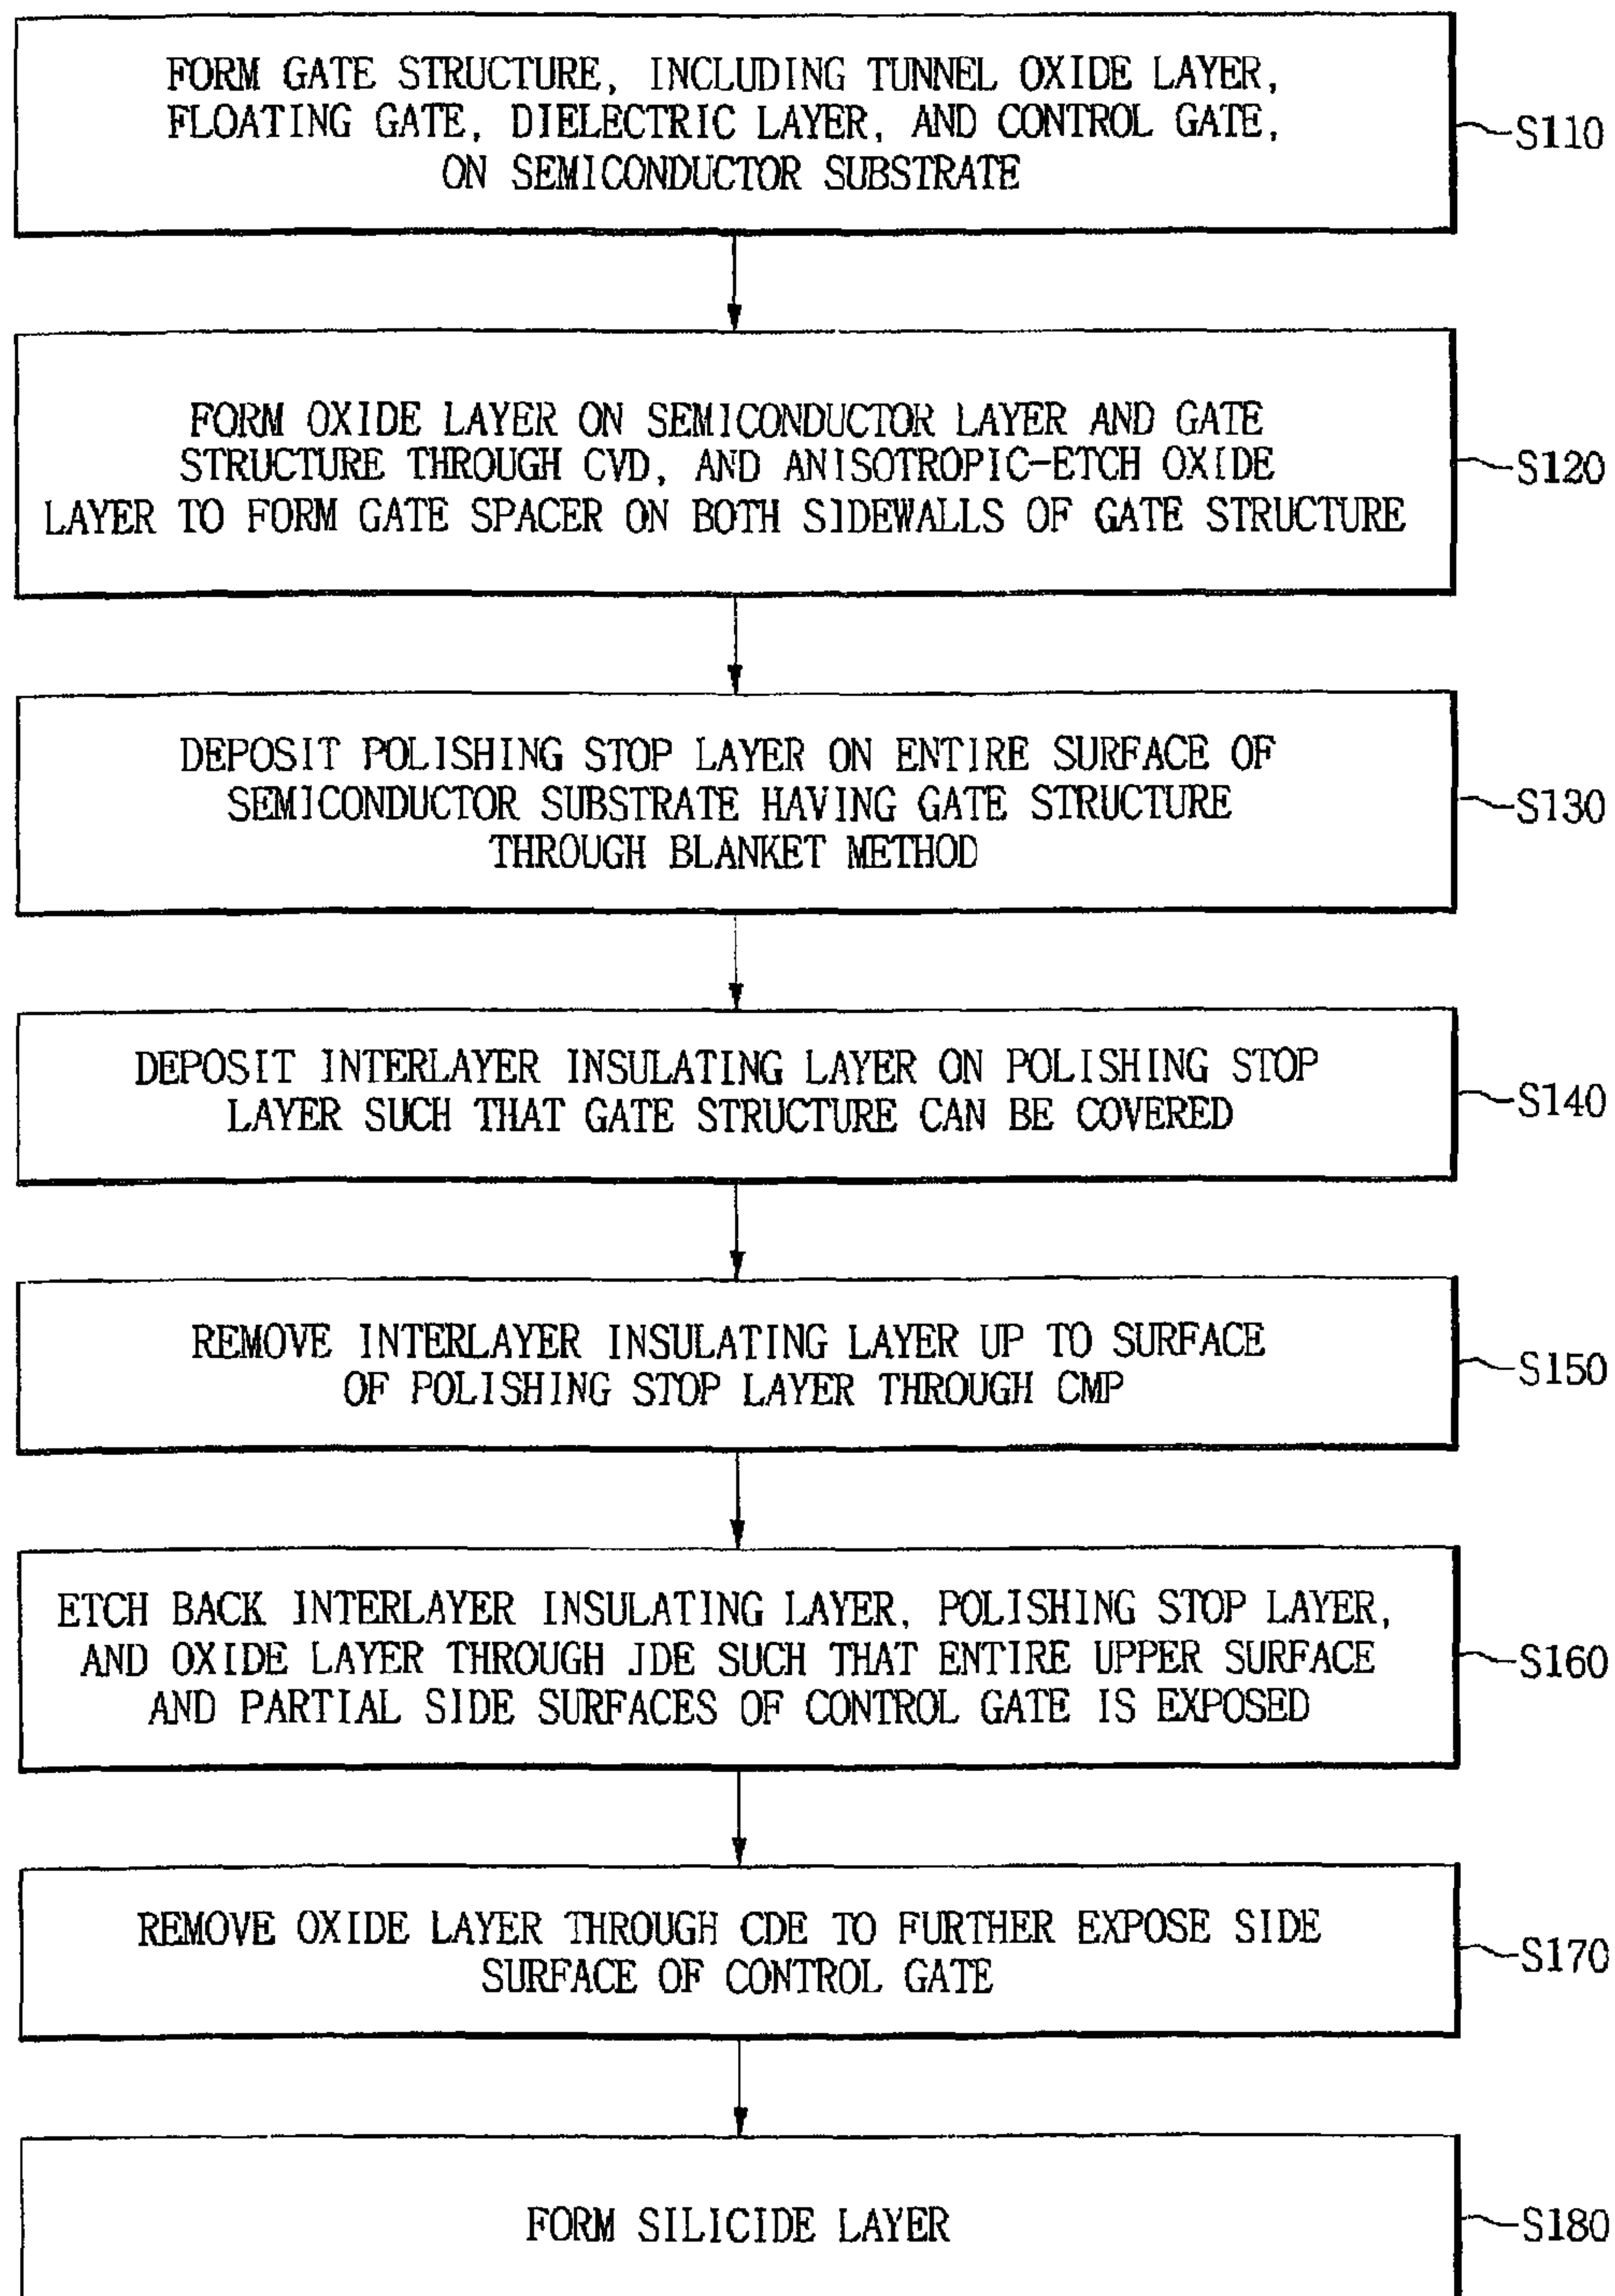 FORM GATE STRUCTURE, INCLUDING TUNNEL OXIDE LAYER,
FLOATING GATE, DIELECTRIC LAYER, AND CONTROL GATE,
ON SEMICONDUCTOR SUBSTRATE
S110
FORM OXIDE LAYER ON SEMICONDUCTOR LAYER AND GATE
STRUCTURE THROUGH CVD, AND ANISOTROPIC-ETCH OXIDE
LAYER TO FORM GATE SPACER ON BOTH SIDEWALLS OF GATE STRUCTURE
S120
DEPOSIT POLISHING STOP LAYER ON ENTIRE SURFACE OF
SEMICONDUCTOR SUBSTRATE HAVING GATE STRUCTURE
THROUGH BLANKET METHOD
S130
DEPOSIT INTERLAYER INSULATING LAYER ON POLISHING STOP
LAYER SUCH THAT GATE STRUCTURE CAN BE COVERED
S140
REMOVE INTERLAYER INSULATING LAYER UP TO SURFACE
OF POLISHING STOP LAYER THROUGH CMP
S150
ETCH BACK INTERLAYER INSULATING LAYER, POLISHING STOP LAYER,
AND OXIDE LAYER THROUGH JDE SUCH THAT ENTIRE UPPER SURFACE
AND PARTIAL SIDE SURFACES OF CONTROL GATE IS EXPOSED
S160
REMOVE OXIDE LAYER THROUGH CDE TO FURTHER EXPOSE SIDE
SURFACE OF CONTROL GATE
S170
FORM SILICIDE LAYER
S180